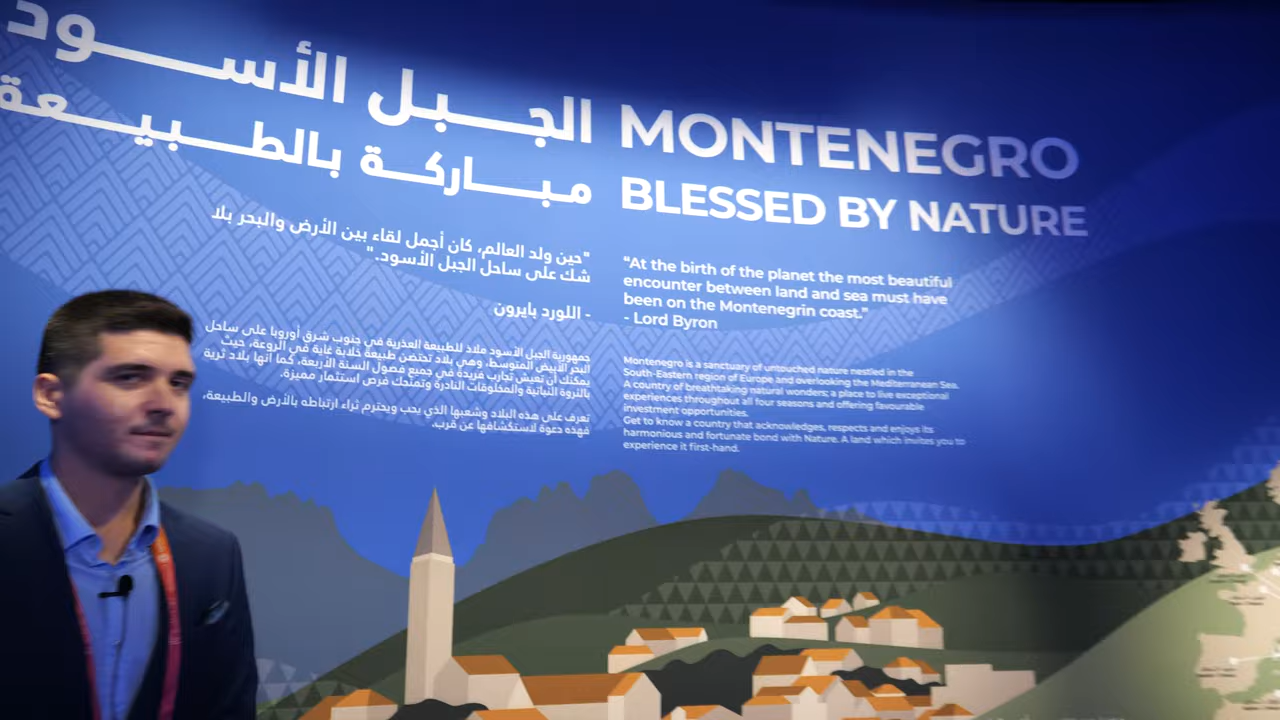 الجبل الأسود
مباركة بالطبيعة
"حين ولد العالم، كان أجمل لقاء بين الأرض والبحر بلا
شك على ساحل الجبل الأسود."
- اللورد بايرون
جمهورية الجبل الأسود ملاذ للطبيعة العذرية في جنوب شرق أوروبا على ساحل
البحر الأبيض المتوسط، وهي بلاد تحتضن طبيعة خلابة غاية في الروعة، حيث
يمكنك أن تعيش تجارب فريدة في جميع فصول السنة الأربعة، كما أنها بلاد ثرية
بالثروة النباتية والمخلوقات النادرة وتمنحك فرص استثمار مميزة.
تعرف على هذه البلاد وشعبها الذي يحب ويحترم ثراء ارتباطه بالأرض والطبيعة،
فهذه دعوة لاستكشافها عن قرب.
MONTENEGRO
BLESSED BY NATURE
“At the birth of the planet the most beautiful
encounter between land and sea must have
been on the Montenegrin coast.”
- Lord Byron
Montenegro is a sanctuary of untouched nature nestled in the
South-Eastern region of Europe and overlooking the Mediterranean Sea.
A country of breathtaking natural wonders; a place to live exceptional
experiences throughout all four seasons and offering favourable
investment opportunities.
Get to know a country that acknowledges, respects and enjoys its
harmonious and fortunate bond with Nature. A land which invites you to
experience it first-hand.